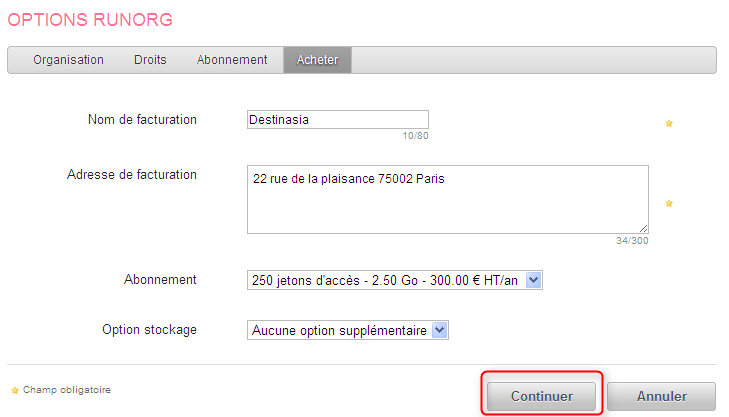 OPTIONS RUNORG
Organisation Droits Abonnement Acheter
Nom de facturation Destinasia
10/80
Adresse de facturation 22 rue de la plaisance 75002 Paris
34/300
Abonnement 250 jetons d'accès - 2.50 Go - 300.00 € HT/an
Option stockage Aucune option supplémentaire
Champ obligatoire Continuer Annuler